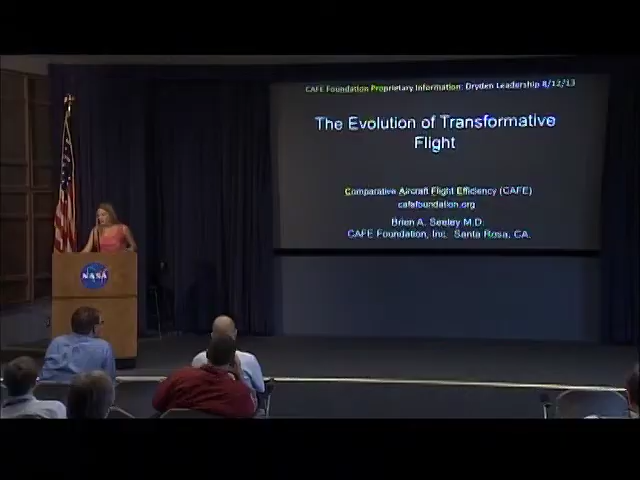 CAFE Foundation Proprietary Information: Dryden Leadership 8/12/13
The Evolution of Transformative
Flight
Comparative Aircraft Flight Efficiency (CAFE)
cafefoundation.org
Brien A. Seeley M.D.
CAFE Foundation, Inc. Santa Rosa, CA.
NASA